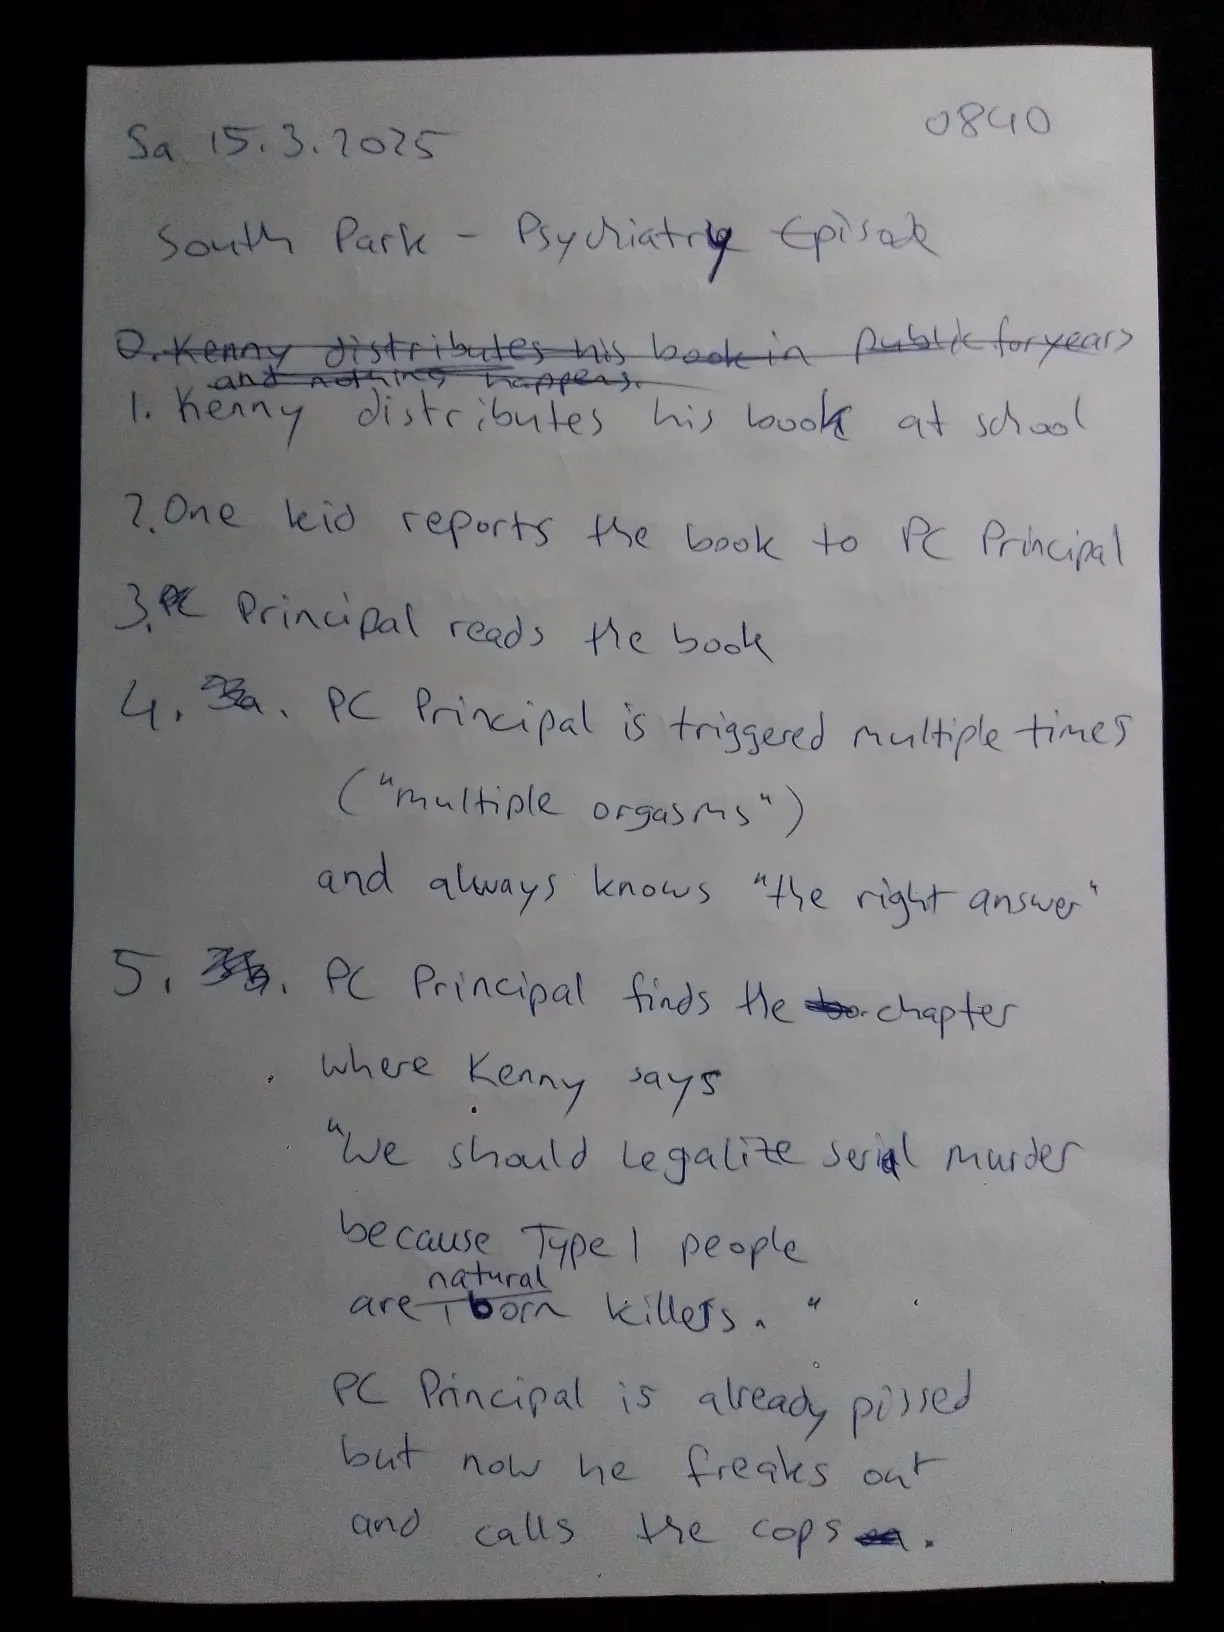 Sa 15.3.2025 0840
South Park - Psychiatry Episode
0. Kenny distributes his book in public for years
and nothing happens.
1. Kenny distributes his book at school
2. One kid reports the book to PC Principal
3. PC Principal reads the book
4. PC Principal is triggered multiple times
("multiple orgasms")
and always knows "the right answer"
5. PC Principal finds the chapter
where Kenny says
"We should legalize serial murder
because Type 1 people
natural
are born killers."
PC Principal is already pissed
but now he freaks out
and calls the cops.